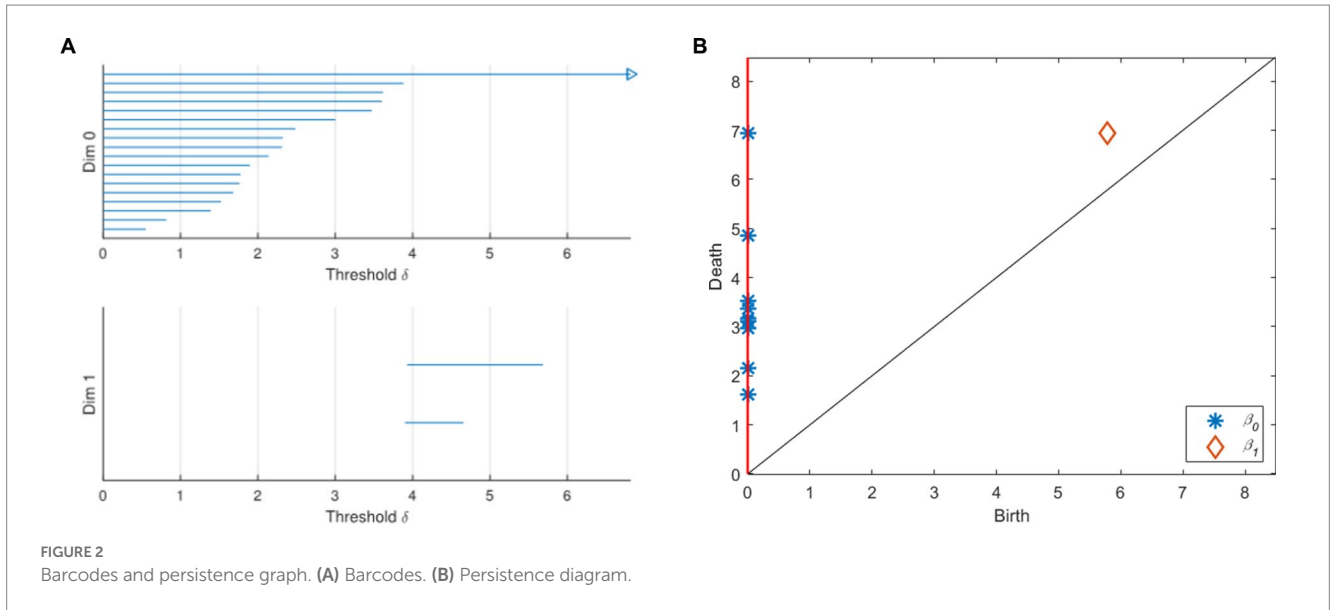 A
Dim 0
0 1 2 3 4 5 6
Threshold δ
Dim 1
0 1 2 3 4 5 6
Threshold δ
B
8
7
6
5
4
3
2
1
0
Death
β0
β1
0 1 2 3 4 5 6 7 8
Birth
FIGURE 2
Barcodes and persistence graph. (A) Barcodes. (B) Persistence diagram.